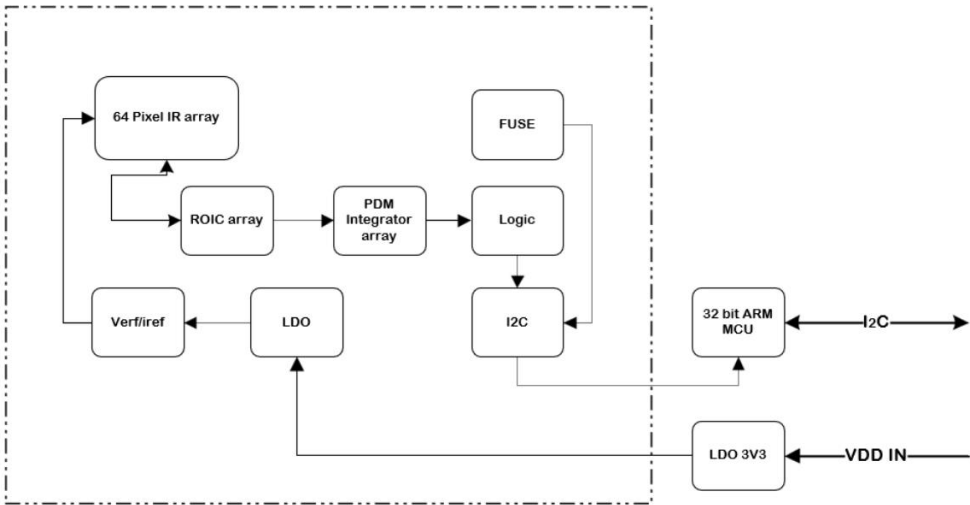 64 Pixel IR array
FUSE
ROIC array
PDM
Integrator
array
Logic
Verf/iref
LDO
I2C
32 bit ARM
MCU
I2C
LDO 3V3
VDD IN